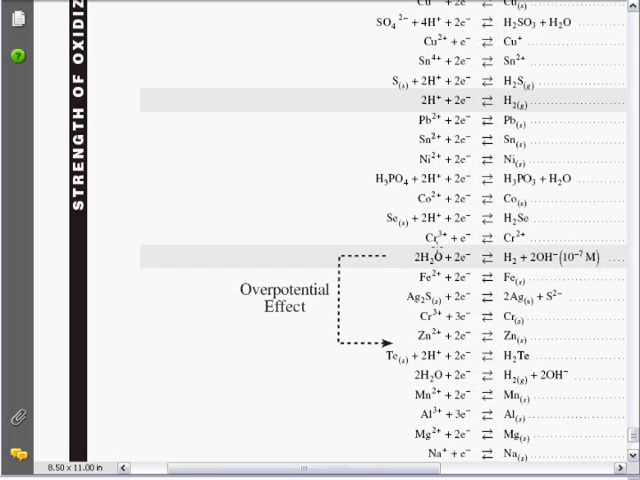 STRENGTH OF OXIDIZ
SO₄²⁻ + 4H⁺ + 2e⁻ ⇄ H₂SO₃ + H₂O
Cu²⁺ + e⁻ ⇄ Cu⁺
Sn⁴⁺ + 2e⁻ ⇄ Sn²⁺
S(s) + 2H⁺ + 2e⁻ ⇄ H₂S(g)
2H⁺ + 2e⁻ ⇄ H₂(g)
Pb²⁺ + 2e⁻ ⇄ Pb(s)
Sn²⁺ + 2e⁻ ⇄ Sn(s)
Ni²⁺ + 2e⁻ ⇄ Ni(s)
H₃PO₄ + 2H⁺ + 2e⁻ ⇄ H₃PO₃ + H₂O
Co²⁺ + 2e⁻ ⇄ Co(s)
Se(s) + 2H⁺ + 2e⁻ ⇄ H₂Se
Cr³⁺ + e⁻ ⇄ Cr²⁺
2H₂O + 2e⁻ ⇄ H₂ + 2OH⁻ (10⁻⁷ M)
Fe²⁺ + 2e⁻ ⇄ Fe(s)
Overpotential
Effect
Ag₂S(s) + 2e⁻ ⇄ 2Ag(s) + S²⁻
Cr³⁺ + 3e⁻ ⇄ Cr(s)
Zn²⁺ + 2e⁻ ⇄ Zn(s)
Te(s) + 2H⁺ + 2e⁻ ⇄ H₂Te
2H₂O + 2e⁻ ⇄ H₂(g) + 2OH⁻
Mn²⁺ + 2e⁻ ⇄ Mn(s)
Al³⁺ + 3e⁻ ⇄ Al(s)
Mg²⁺ + 2e⁻ ⇄ Mg(s)
Na⁺ + e⁻ ⇄ Na(s)
8.50 x 11.00 in